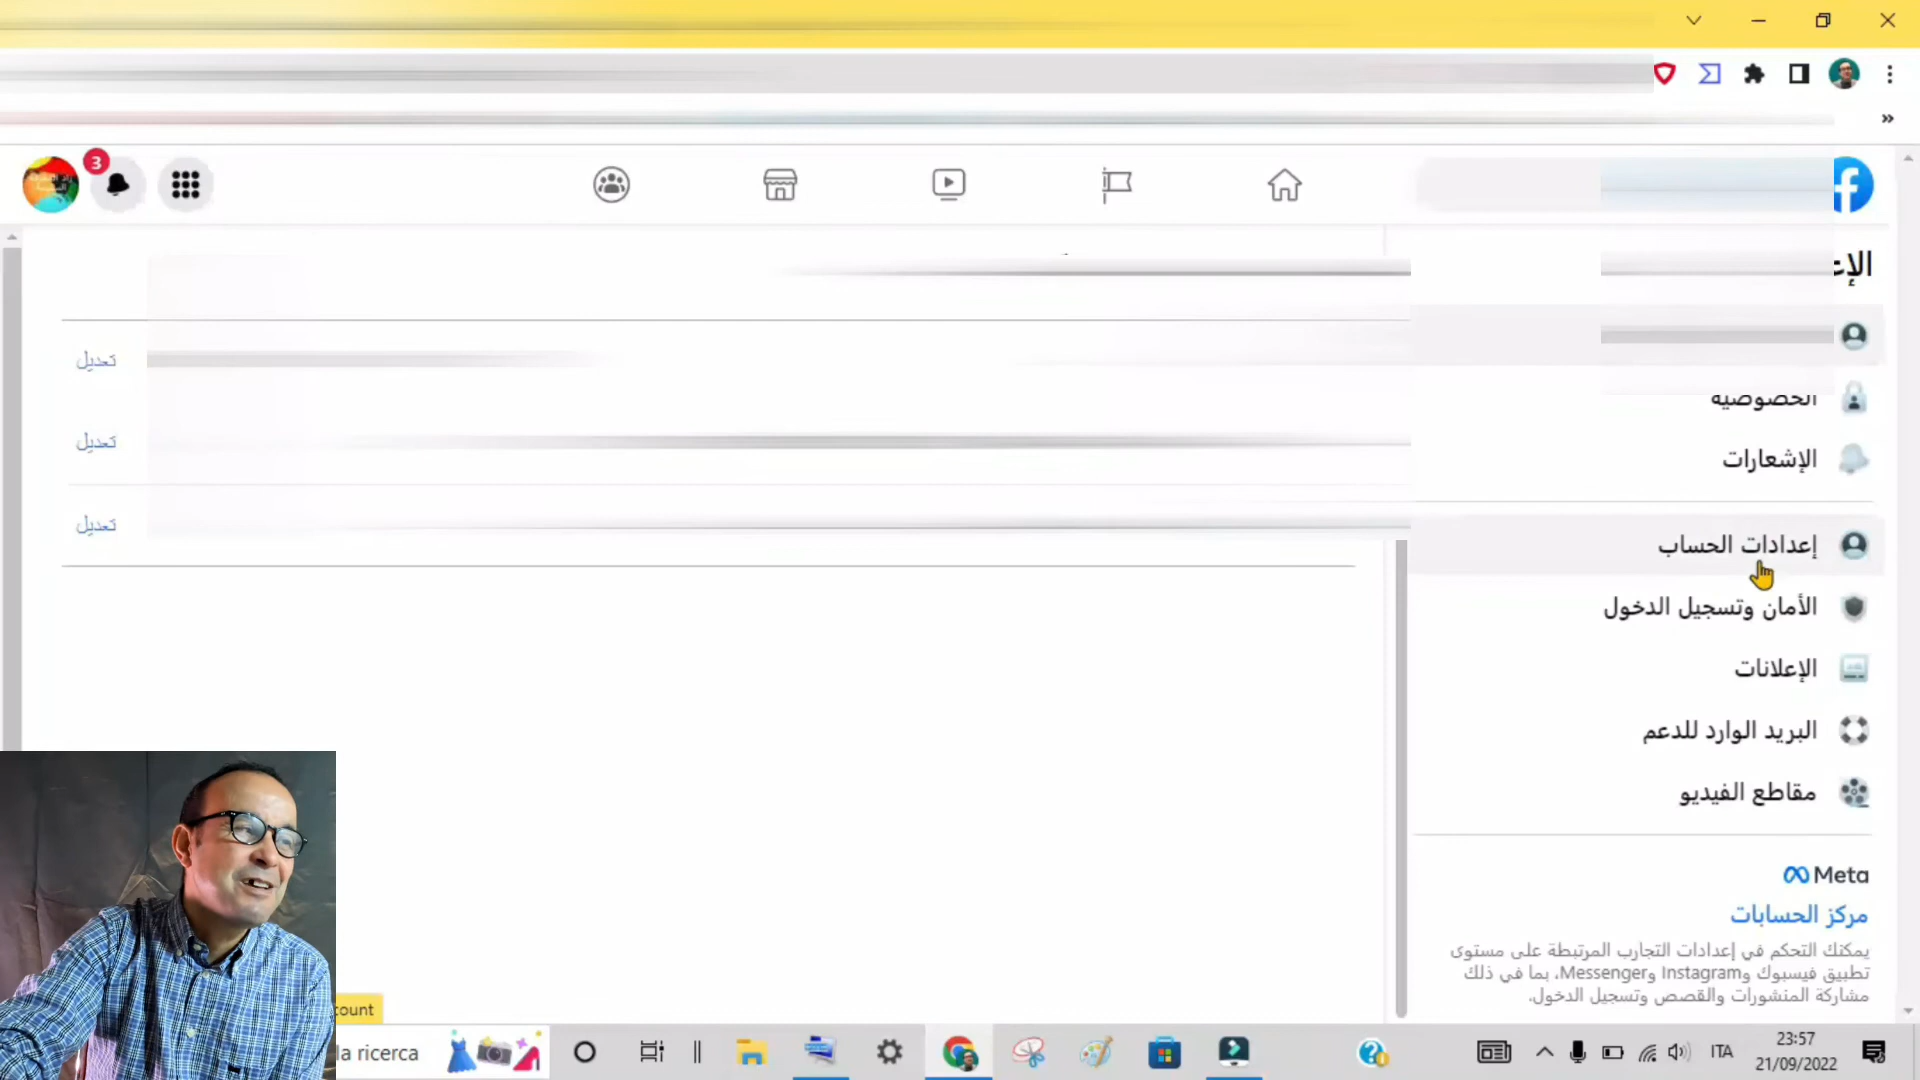 3
الإع
تعديل
الخصوصية
تعديل
الإشعارات
تعديل
إعدادات الحساب
الأمان وتسجيل الدخول
الإعلانات
البريد الوارد للدعم
مقاطع الفيديو
Meta
مركز الحسابات
يمكنك التحكم في إعدادات التجارب المرتبطة على مستوى
تطبيق فيسبوك وInstagram وMessenger، بما في ذلك
مشاركة المنشورات والقصص وتسجيل الدخول.
count
la ricerca
ITA
23:57
21/09/2022